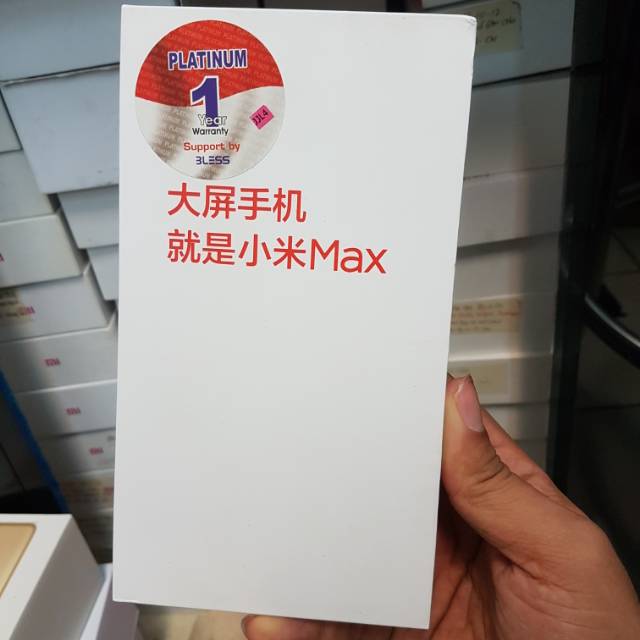 PLATINUM
1
Year
Warranty
Support by
BLESS
大屏手机
就是小米Max